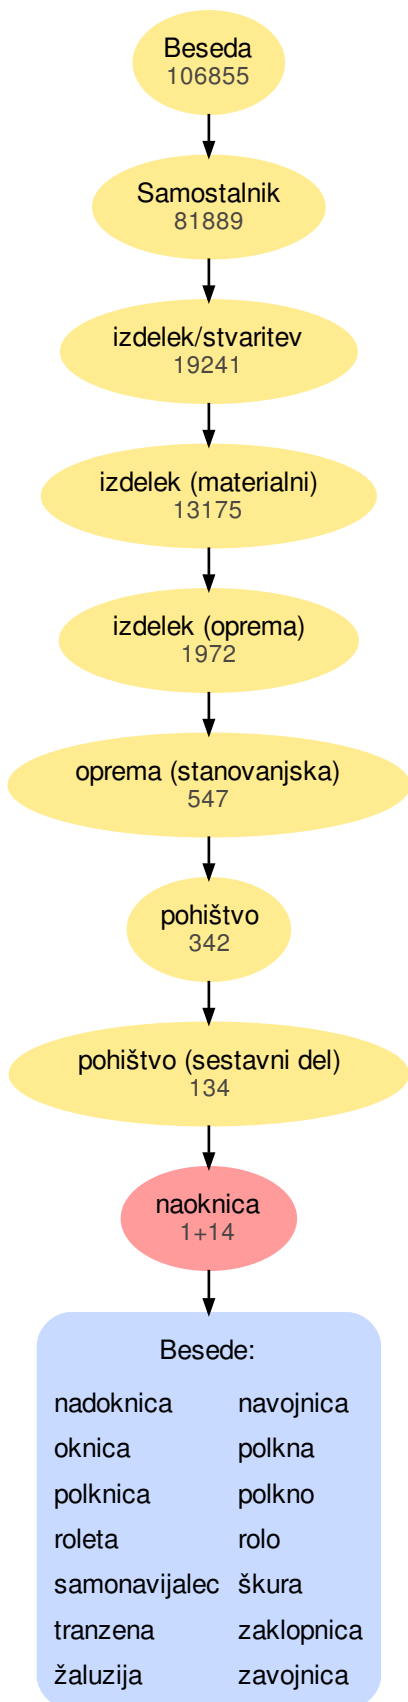 Beseda
106855
Samostalnik
81889
izdelek/stvaritev
19241
izdelek (materialni)
13175
izdelek (oprema)
1972
oprema (stanovanjska)
547
pohištvo
342
pohištvo (sestavni del)
134
naoknica
1+14
Besede:
nadoknica navojnica
oknica polkna
polknica polkno
roleta rolo
samonavijalec škura
tranzena zaklopnica
žaluzija zavojnica